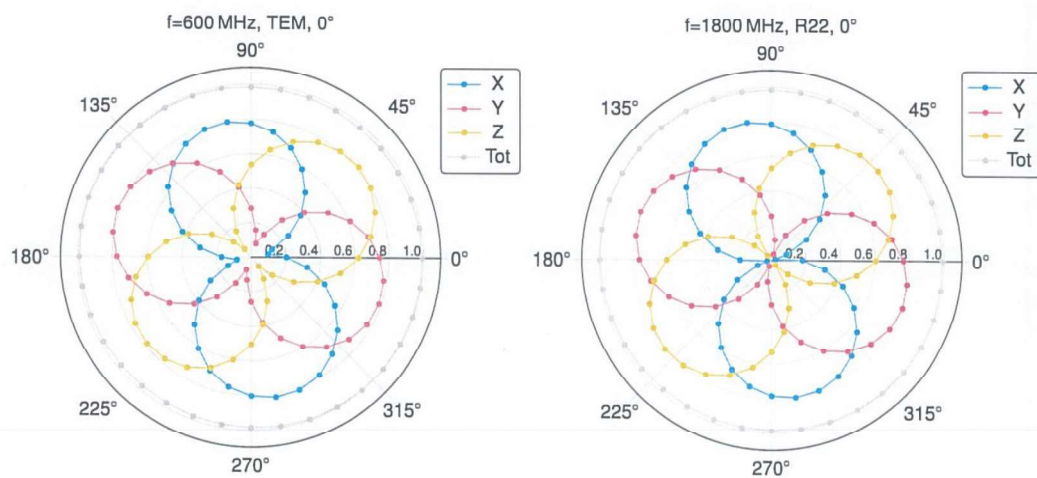 f=600 MHz, TEM, 0°
90°
135°
45°
X
Y
Z
Tot
180°
0.2 0.4 0.6 0.8 1.0
0°
225°
315°
270°
f=1800 MHz, R22, 0°
90°
135°
45°
X
Y
Z
Tot
180°
0.2 0.4 0.6 0.8 1.0
0°
225°
315°
270°